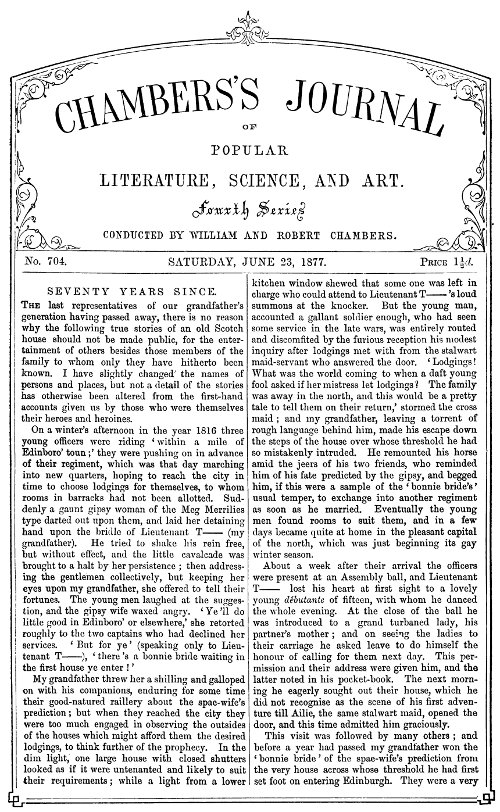 CHAMBERS'S JOURNAL
OF
POPULAR
LITERATURE, SCIENCE, AND ART.
Fourth Series
CONDUCTED BY WILLIAM AND ROBERT CHAMBERS.
No. 704.
SATURDAY, JUNE 23, 1877.
PRICE 1½d.
SEVENTY YEARS SINCE.
THE last representatives of our grandfather's
generation having passed away, there is no reason
why the following true stories of an old Scotch
house should not be made public, for the enter-
tainment of others besides those members of the
family to whom only they have hitherto been
known. I have slightly changed the names of
persons and places, but not a detail of the stories
has otherwise been altered from the first-hand
accounts given us by those who were themselves
their heroes and heroines.
On a winter's afternoon in the year 1816 three
young officers were riding 'within a mile of
Edinboro' toun;' they were pushing on in advance
of their regiment, which was that day marching
into new quarters, hoping to reach the city in
time to choose lodgings for themselves, to whom
rooms in barracks had not been allotted. Sud-
denly a gaunt gipsy woman of the Meg Merrilies
type darted out upon them, and laid her detaining
hand upon the bridle of Lieutenant T—— (my
grandfather). He tried to shake his rein free,
but without effect, and the little cavalcade was
brought to a halt by her persistence; then address-
ing the gentlemen collectively, but keeping her
eyes upon my grandfather, she offered to tell their
fortunes. The young men laughed at the sugges-
tion, and the gipsy wife waxed angry. 'Ye'll do
little good in Edinboro' or elsewhere,' she retorted
roughly to the two captains who had declined her
services. 'But for ye' (speaking only to Lieu-
tenant T——), 'there's a bonnie bride waiting in
the first house ye enter!'
My grandfather threw her a shilling and galloped
on with his companions, enduring for some time
their good-natured raillery about the spae-wife's
prediction; but when they reached the city they
were too much engaged in observing the outsides
of the houses which might afford them the desired
lodgings, to think further of the prophecy. In the
dim light, one large house with closed shutters
looked as if it were untenanted and likely to suit
their requirements; while a light from a lower
kitchen window shewed that some one was left in
charge who could attend to Lieutenant T——'s loud
summons at the knocker. But the young man,
accounted a gallant soldier enough, who had seen
some service in the late wars, was entirely routed
and discomfited by the furious reception his modest
inquiry after lodgings met with from the stalwart
maid-servant who answered the door. 'Lodgings!
What was the world coming to when a daft young
fool asked if her mistress let lodgings? The family
was away in the north, and this would be a pretty
tale to tell them on their return,' stormed the cross
maid; and my grandfather, leaving a torrent of
rough language behind him, made his escape down
the steps of the house over whose threshold he had
so mistakenly intruded. He remounted his horse
amid the jeers of his two friends, who reminded
him of his fate predicted by the gipsy, and begged
him, if this were a sample of the 'bonnie bride's'
usual temper, to exchange into another regiment
as soon as he married. Eventually the young
men found rooms to suit them, and in a few
days became quite at home in the pleasant capital
of the north, which was just beginning its gay
winter season.
About a week after their arrival the officers
were present at an Assembly ball, and Lieutenant
T—— lost his heart at first sight to a lovely
young débutante of fifteen, with whom he danced
the whole evening. At the close of the ball he
was introduced to a grand turbaned lady, his
partner's mother; and on seeing the ladies to
their carriage he asked leave to do himself the
honour of calling for them next day. This per-
mission and their address were given him, and the
latter noted in his pocket-book. The next morn-
ing he eagerly sought out their house, which he
did not recognise as the scene of his first adven-
ture till Ailie, the same stalwart maid, opened the
door, and this time admitted him graciously.
This visit was followed by many others; and
before a year had passed my grandfather won the
'bonnie bride' of the spae-wife's prediction from
the very house across whose threshold he had first
set foot on entering Edinburgh. They were a very